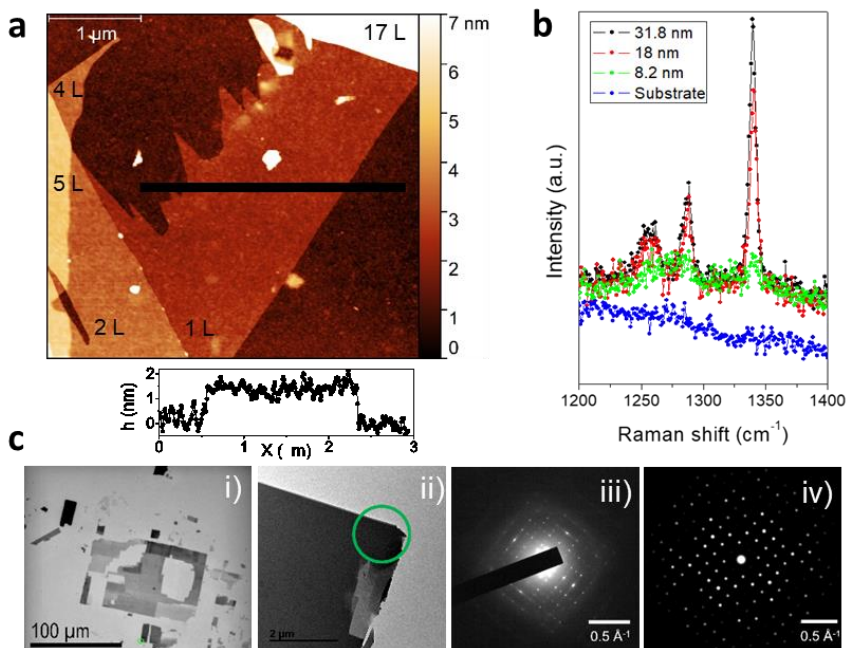 a
1 µm
17 L
4 L
5 L
2 L
1 L
7 nm
6
5
4
3
2
1
0
h (nm)
2
1
0
0
1
2
3
X ( m)
b
Intensity (a.u.)
31.8 nm
18 nm
8.2 nm
Substrate
1200
1250
1300
1350
1400
Raman shift (cm⁻¹)
c
i)
100 µm
ii)
2 µm
iii)
0.5 Å⁻¹
iv)
0.5 Å⁻¹